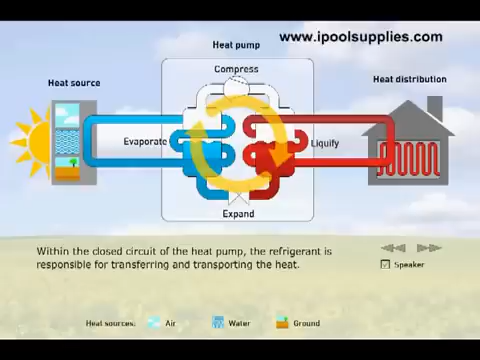 www.ipoolsupplies.com
Heat pump
Compress
Heat source
Heat distribution
Evaporate
Liquify
Expand
Within the closed circuit of the heat pump, the refrigerant is
responsible for transferring and transporting the heat.
Speaker
Heat sources: Air Water Ground